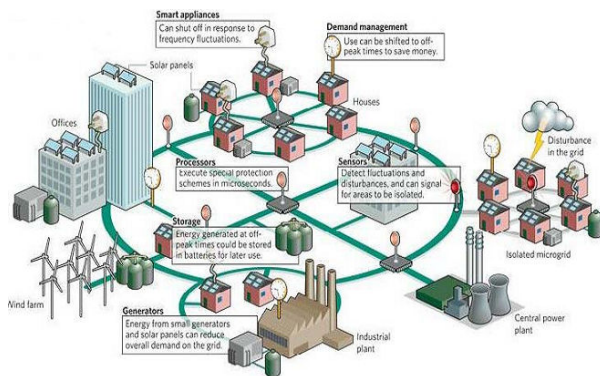 Smart appliances
Can shut off in response to
frequency fluctuations.
Demand management
Use can be shifted to off-
peak times to save money.
Solar panels
Offices
Houses
Disturbance
in the grid
Processors
Execute special protection
schemes in microseconds.
Sensors
Detect fluctuations and
disturbances, and can signal
for areas to be isolated.
Storage
Energy generated at off-
peak times could be stored
in batteries for later use.
Isolated microgrid
Wind farm
Generators
Energy from small generators
and solar panels can reduce
overall demand on the grid.
Industrial
plant
Central power
plant